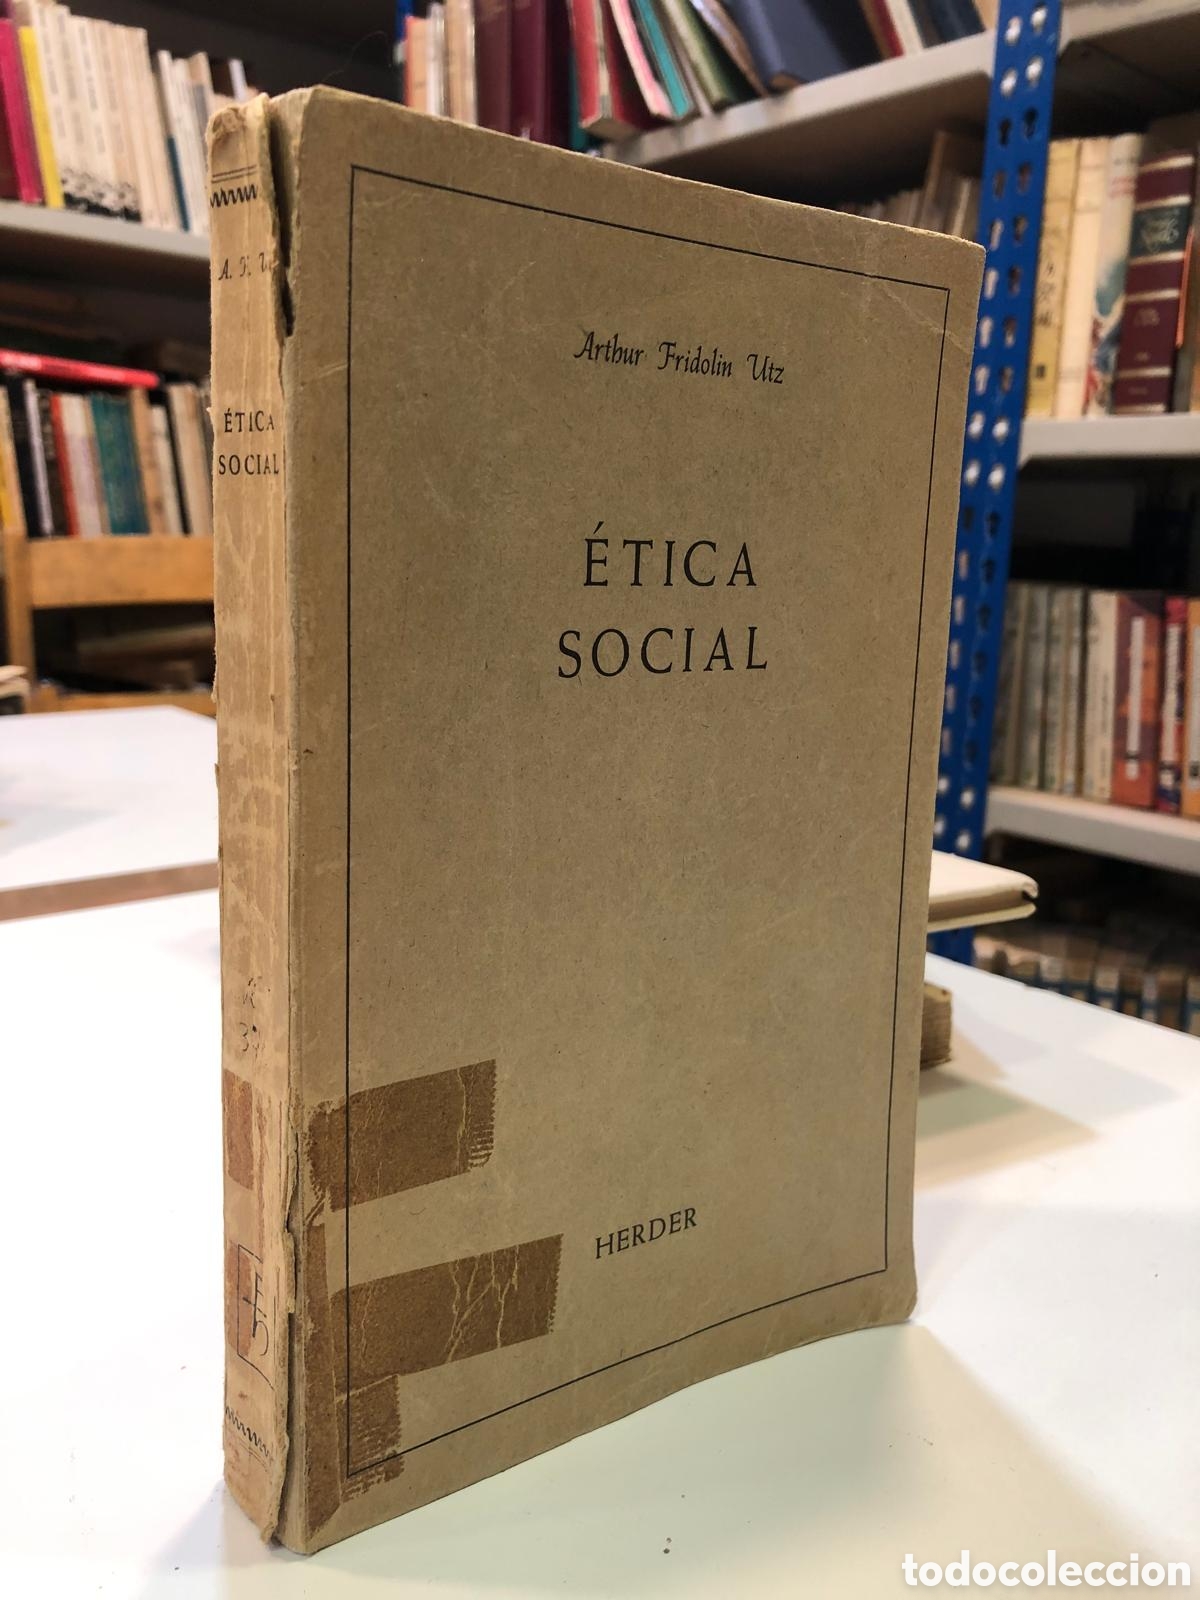 Arthur Fridolin Utz
ÉTICA
SOCIAL
HERDER
ÉTICA
SOCIAL
todocoleccion